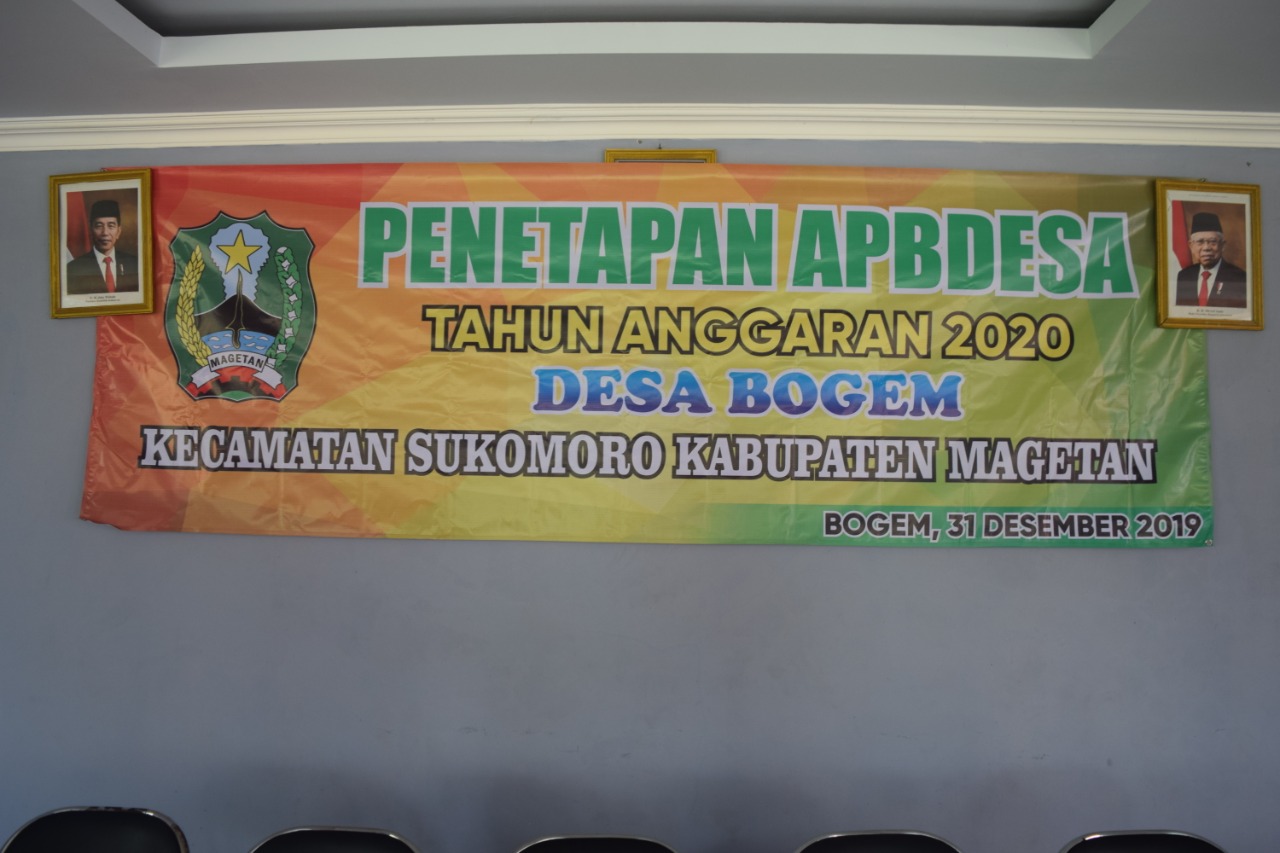 PENETAPAN APBDESA
TAHUN ANGGARAN 2020
DESA BOGEM
KECAMATAN SUKOMORO KABUPATEN MAGETAN
BOGEM, 31 DESEMBER 2019
MAGETAN